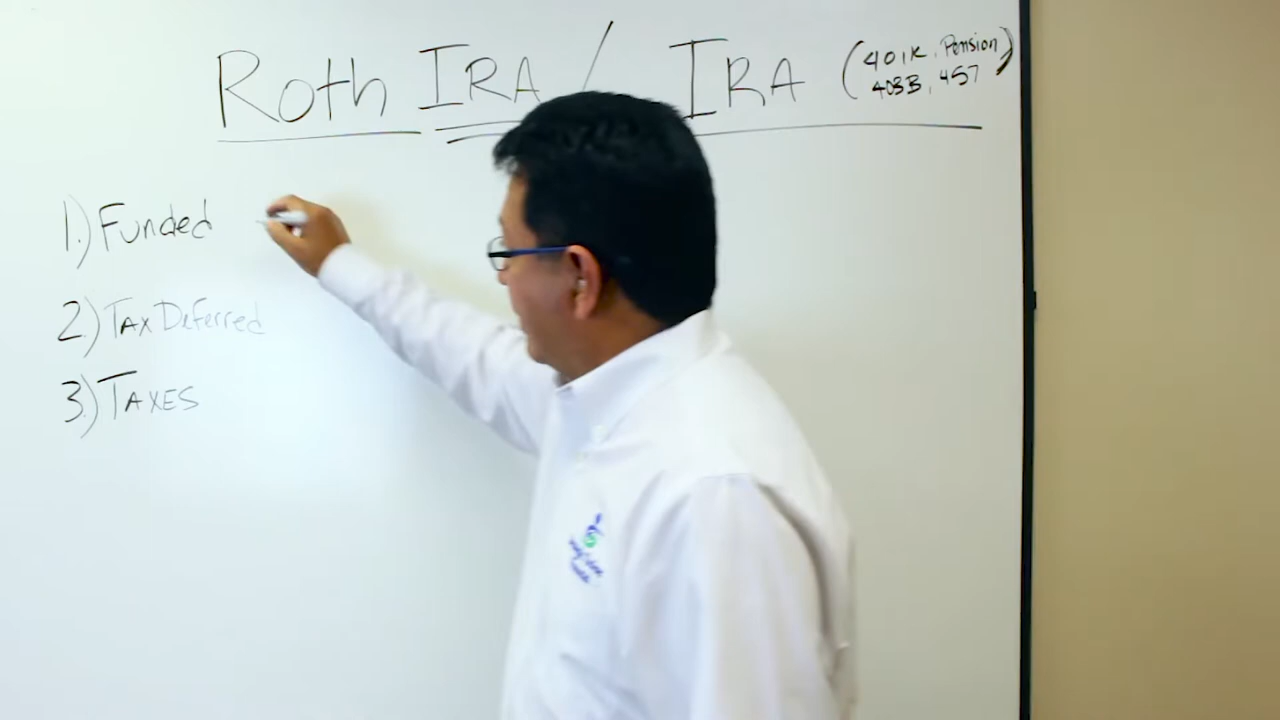 Roth IRA / IRA (401K, Pension)
403B, 457
1.) Funded
2.) Tax Deferred
3.) Taxes